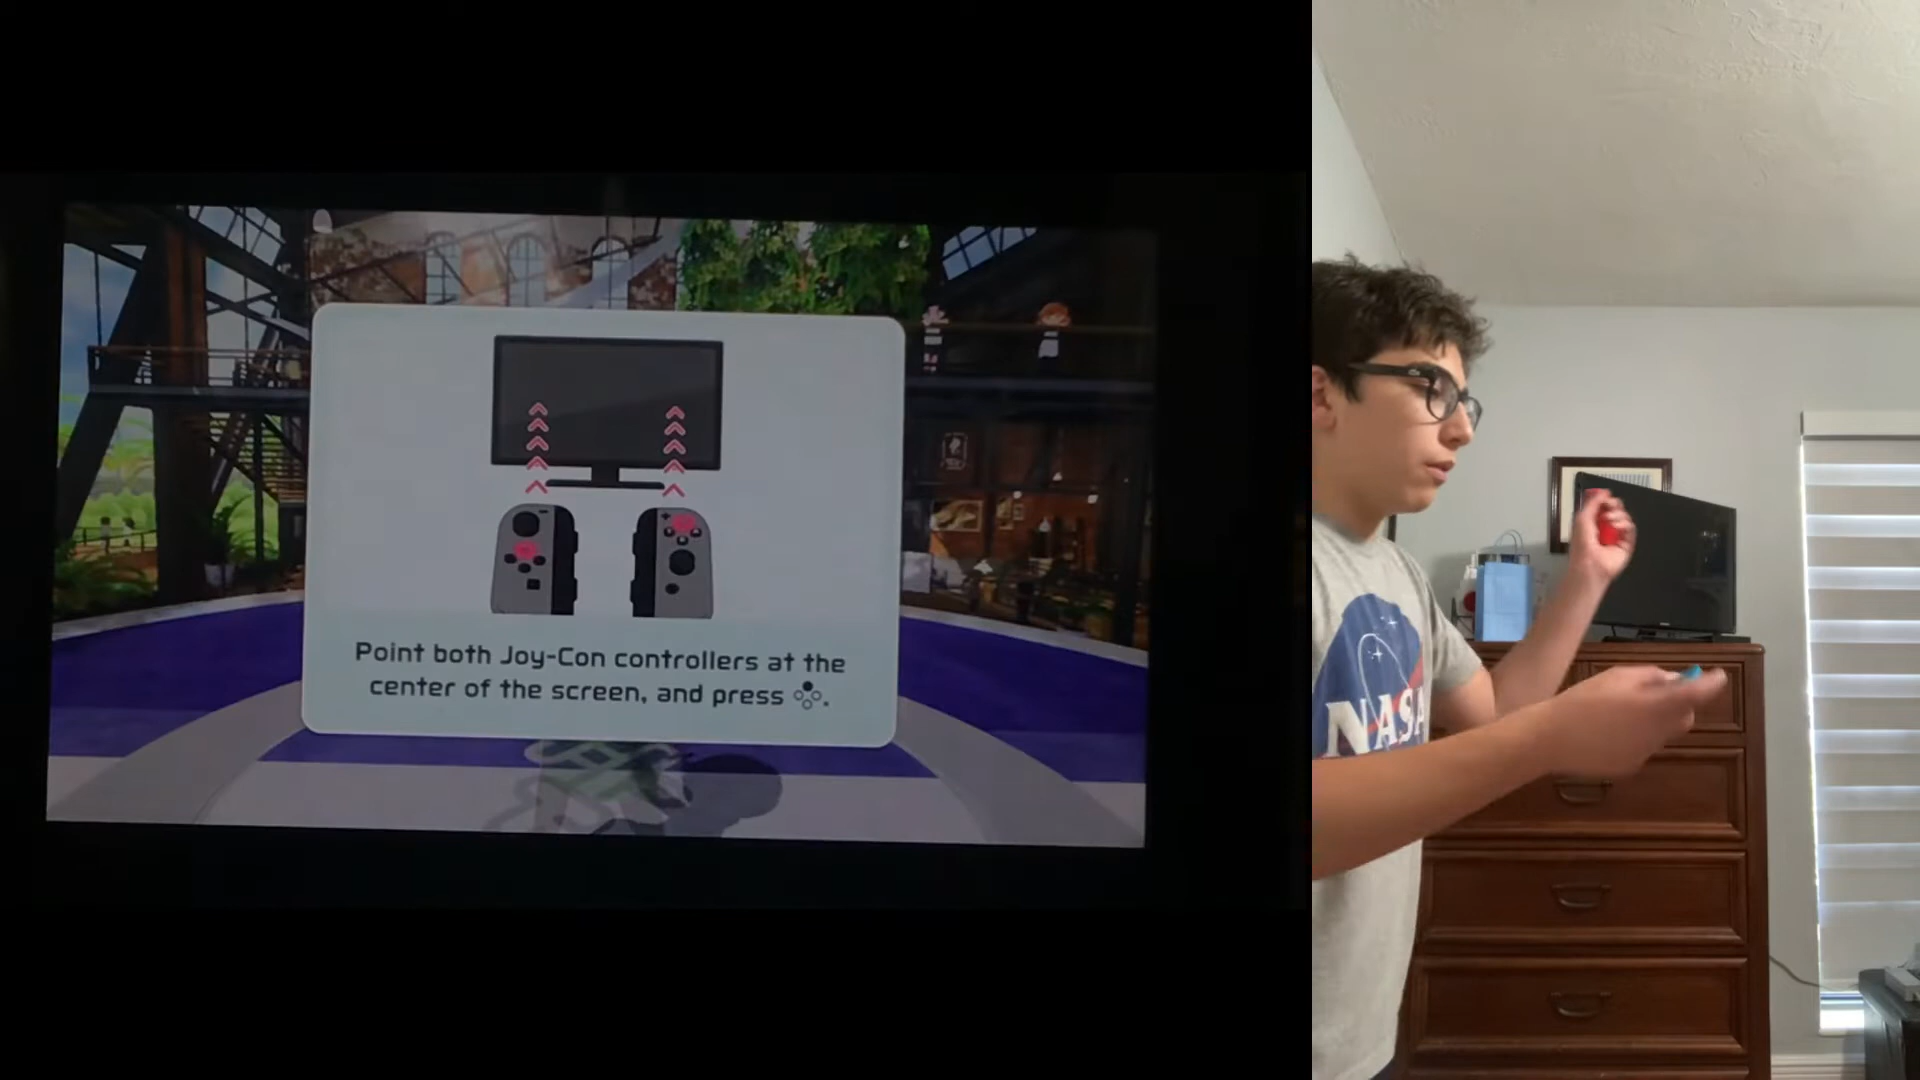 Point both Joy-Con controllers at the
center of the screen, and press .
NASA